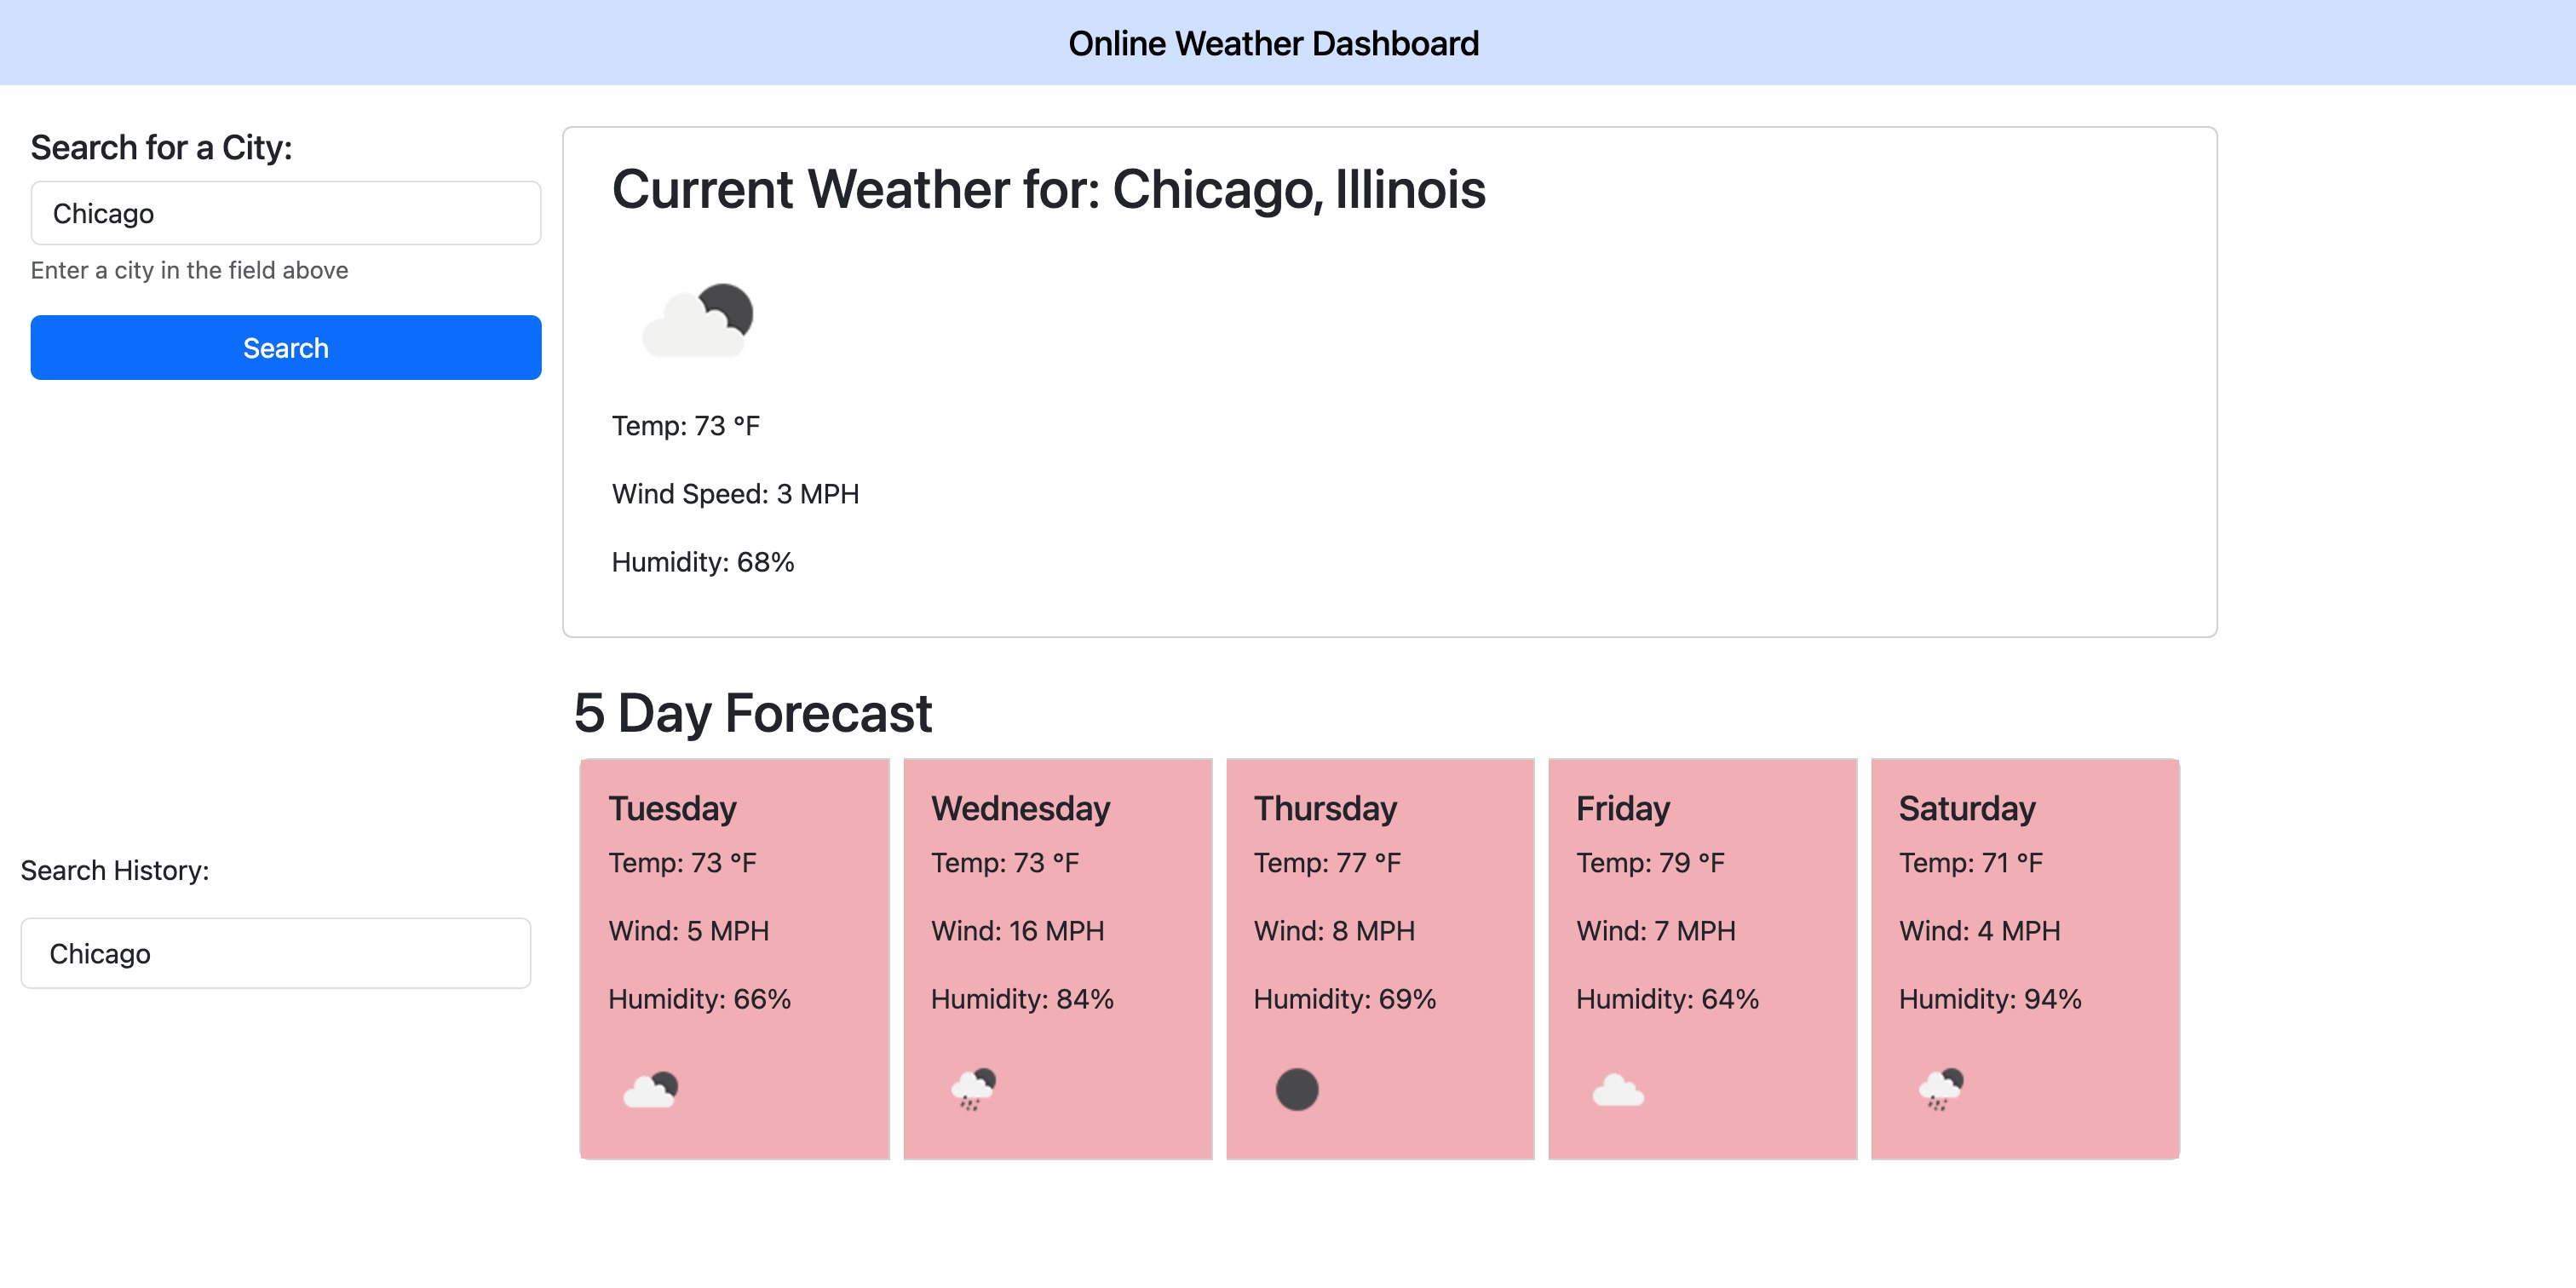 Online Weather Dashboard
Search for a City:
Chicago
Enter a city in the field above
Search
Search History:
Chicago
Current Weather for: Chicago, Illinois
Temp: 73 °F
Wind Speed: 3 MPH
Humidity: 68%
5 Day Forecast
Tuesday
Temp: 73 °F
Wind: 5 MPH
Humidity: 66%
Wednesday
Temp: 73 °F
Wind: 16 MPH
Humidity: 84%
Thursday
Temp: 77 °F
Wind: 8 MPH
Humidity: 69%
Friday
Temp: 79 °F
Wind: 7 MPH
Humidity: 64%
Saturday
Temp: 71 °F
Wind: 4 MPH
Humidity: 94%